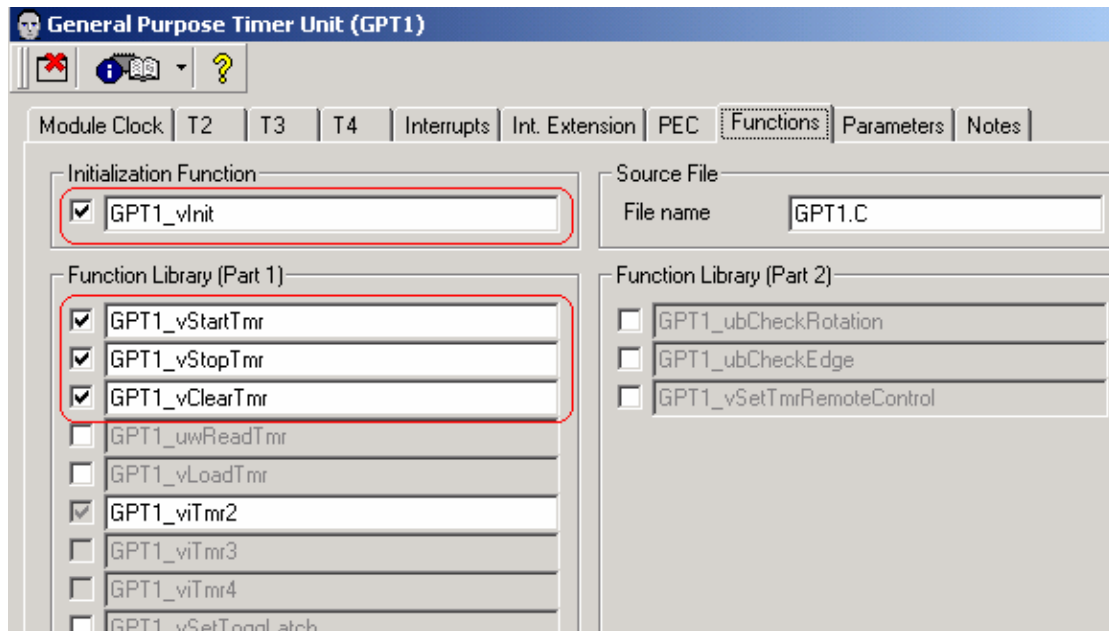 General Purpose Timer Unit (GPT1)
Module Clock T2 T3 T4 Interrupts Int. Extension PEC Functions Parameters Notes
Initialization Function
GPT1_vInit
Source File
File name GPT1.C
Function Library (Part 1)
GPT1_vStartTmr
GPT1_vStopTmr
GPT1_vClearTmr
GPT1_uwReadTmr
GPT1_vLoadTmr
GPT1_viTmr2
GPT1_viTmr3
GPT1_viTmr4
GPT1_vSetTogglLatch
Function Library (Part 2)
GPT1_ubCheckRotation
GPT1_ubCheckEdge
GPT1_vSetTmrRemoteControl